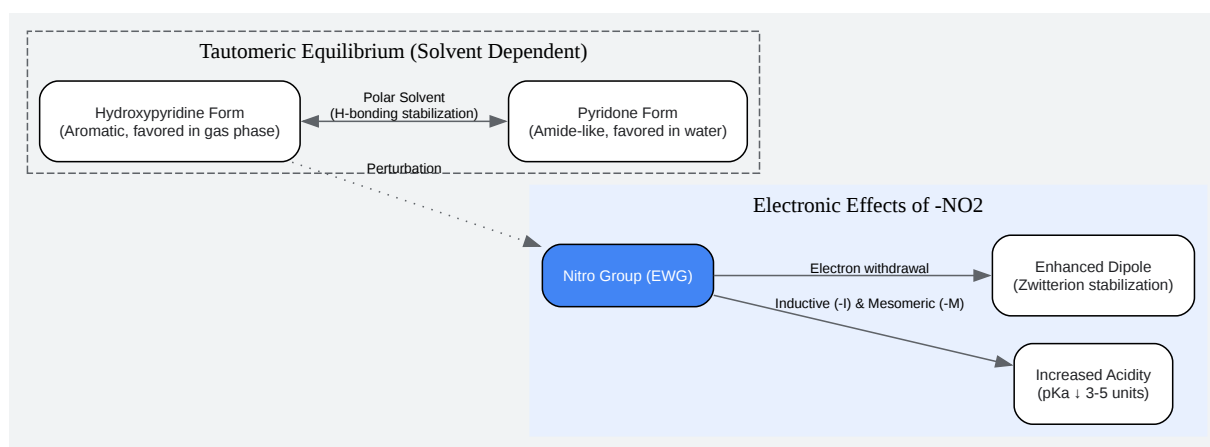 Tautomeric Equilibrium (Solvent Dependent)
Hydroxypyridine Form
(Aromatic, favored in gas phase)
Polar Solvent
(H-bonding stabilization)
Pyridone Form
(Amide-like, favored in water)
Perturbation
Electronic Effects of -NO2
Nitro Group (EWG)
Electron withdrawal
Enhanced Dipole
(Zwitterion stabilization)
Inductive (-I) & Mesomeric (-M)
Increased Acidity
(pKa ↓ 3-5 units)